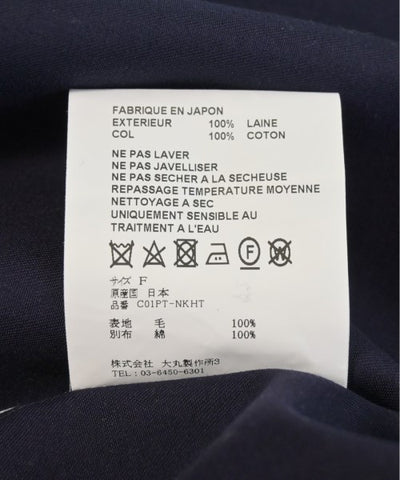 FABRIQUE EN JAPON
EXTERIEUR 100% LAINE
COL 100% COTON
NE PAS LAVER
NE PAS JAVELLISER
NE PAS SECHER A LA SECHEUSE
REPASSAGE TEMPERATURE MOYENNE
NETTOYAGE A SEC
UNIQUEMENT SENSIBLE AU
TRAITEMENT A L'EAU
F W
サイズ F
原産国 日本
品番 C01PT-NKHT
表地 毛 100%
別布 綿 100%
株式会社 大丸製作所3
TEL : 03-6450-6301